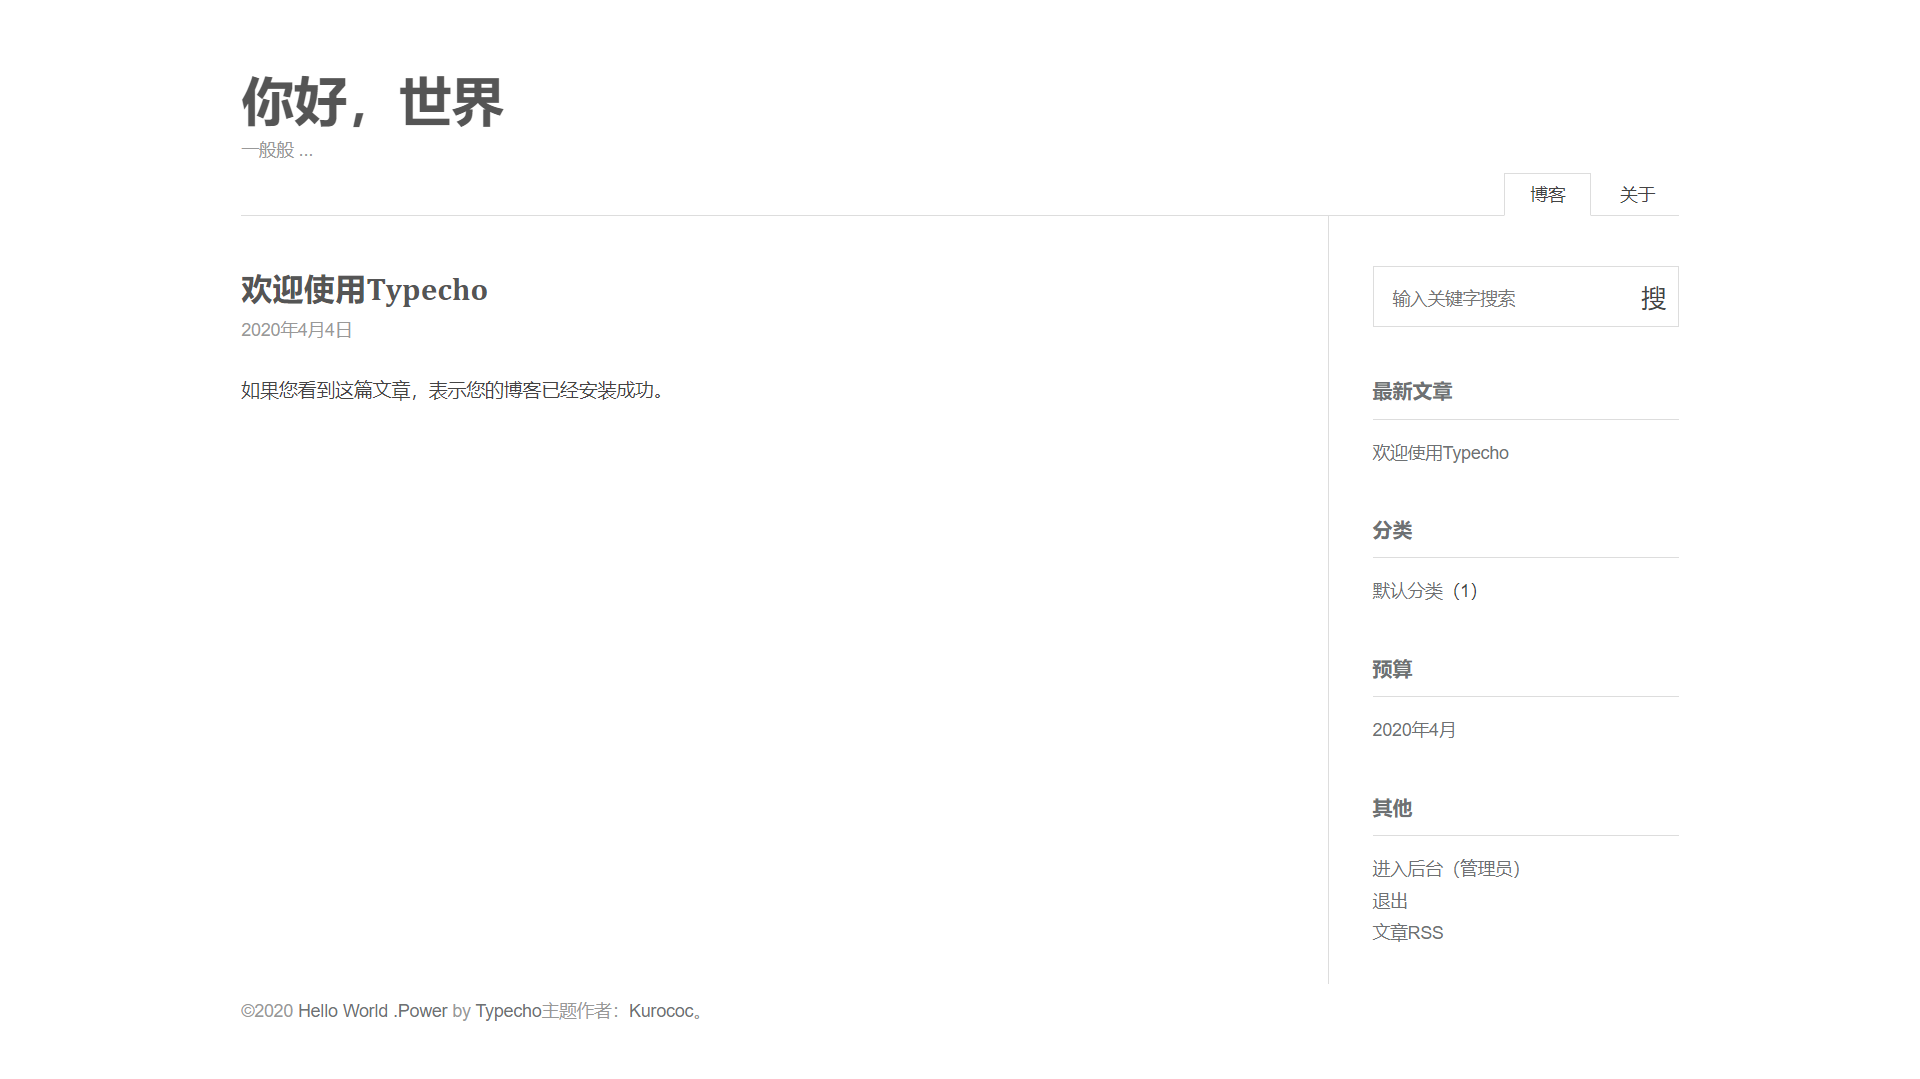 你好，世界
一般般 ...
博客
关于
欢迎使用Typecho
2020年4月4日
如果您看到这篇文章，表示您的博客已经安装成功。
输入关键字搜索
搜
最新文章
欢迎使用Typecho
分类
默认分类（1）
预算
2020年4月
其他
进入后台（管理员）
退出
文章RSS
©2020 Hello World .Power by Typecho主题作者：Kurococ。